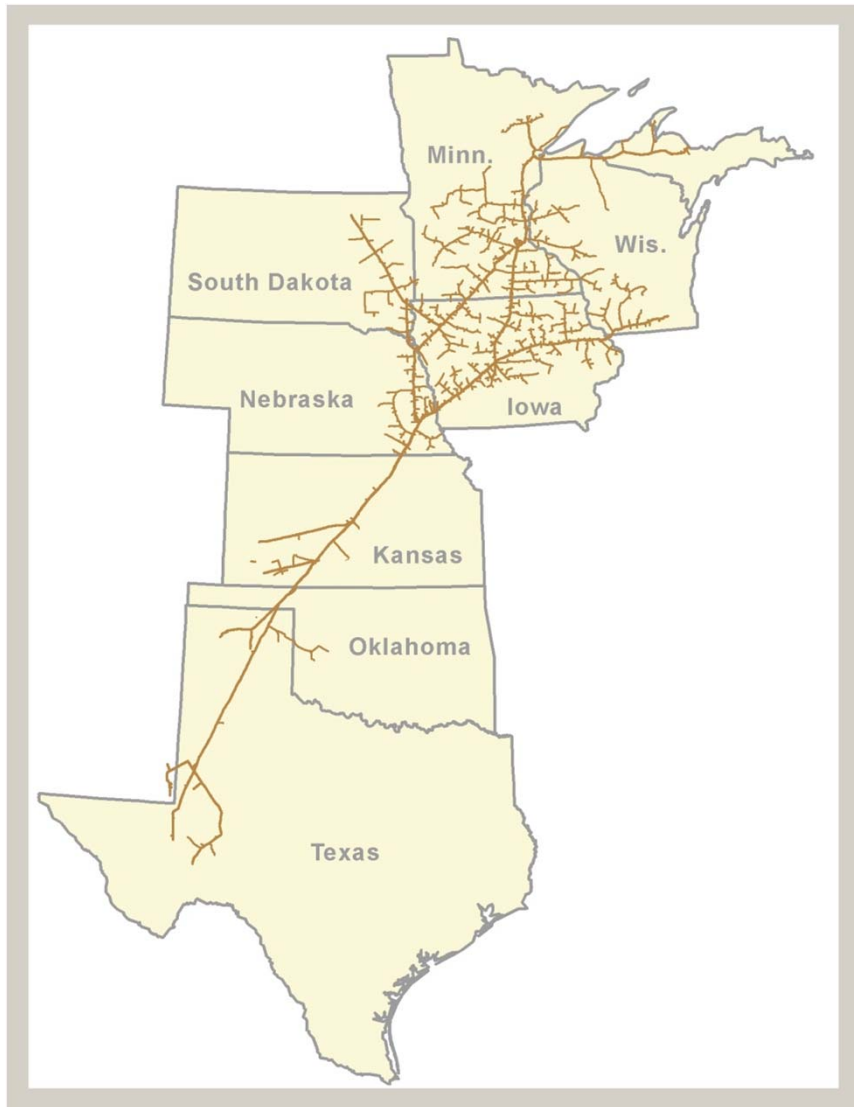 Minn.
Wis.
South Dakota
Nebraska
Iowa
Kansas
Oklahoma
Texas